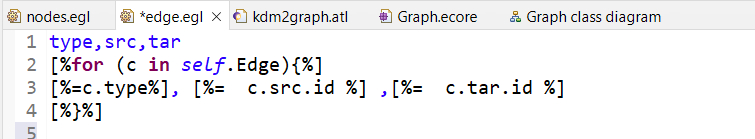 nodes.egl *edge.egl kdm2graph.atl Graph.ecore Graph class diagram
1 type,src,tar
2 [%for (c in self.Edge){%]
3 [%=c.type%], [%=  c.src.id %] ,[%=  c.tar.id %]
4 [%}%]
5